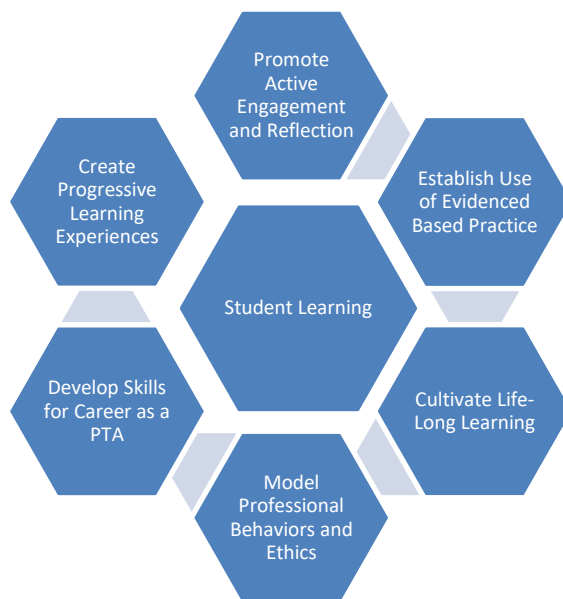 Promote
Active
Engagement
and Reflection
Establish Use
of Evidenced
Based Practice
Cultivate Life-
Long Learning
Model
Professional
Behaviors and
Ethics
Develop Skills
for Career as a
PTA
Create
Progressive
Learning
Experiences
Student Learning